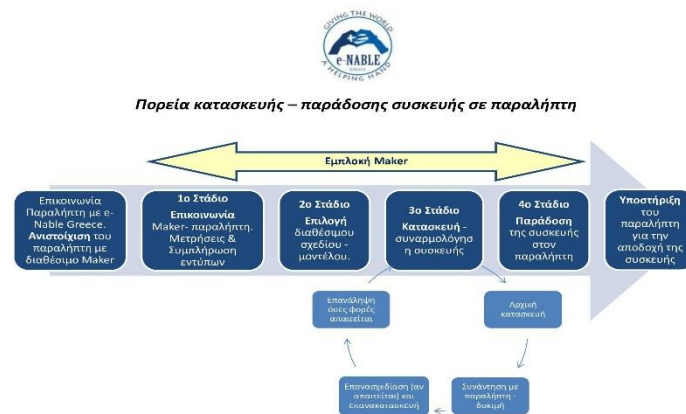 GIVING THE WORLD
e-NABLE
GREECE
A HELPING HAND
Πορεία κατασκευής – παράδοσης συσκευής σε παραλήπτη
Εμπλοκή Maker
Επικοινωνία
Παραλήπτη με e-
Nable Greece.
Ανιστοίχιση του
παραλήπτη με
διαθέσιμο Maker
1ο Στάδιο
Επικοινωνία
Maker- παραλήπτη.
Μετρήσεις &
Συμπλήρωση
εντύπων
2ο Στάδιο
Επιλογή
διαθέσιμου
σχεδίου -
μοντέλου.
3ο Στάδιο
Κατασκευή -
συναρμολόγησ
η συσκευής
4ο Στάδιο
Παράδοση
της συσκευής
στον
παραλήπτη
Υποστήριξη
του
παραλήπτη
για την
αποδοχή της
συσκευής
Επανάληψη
όσες φορές
απαιτείται
Αρχική
κατασκευή
Επανασχεδίαση (αν
απαιτείται) και
επανακατασκευή
Συνάντηση με
παραλήπτη -
δοκιμή